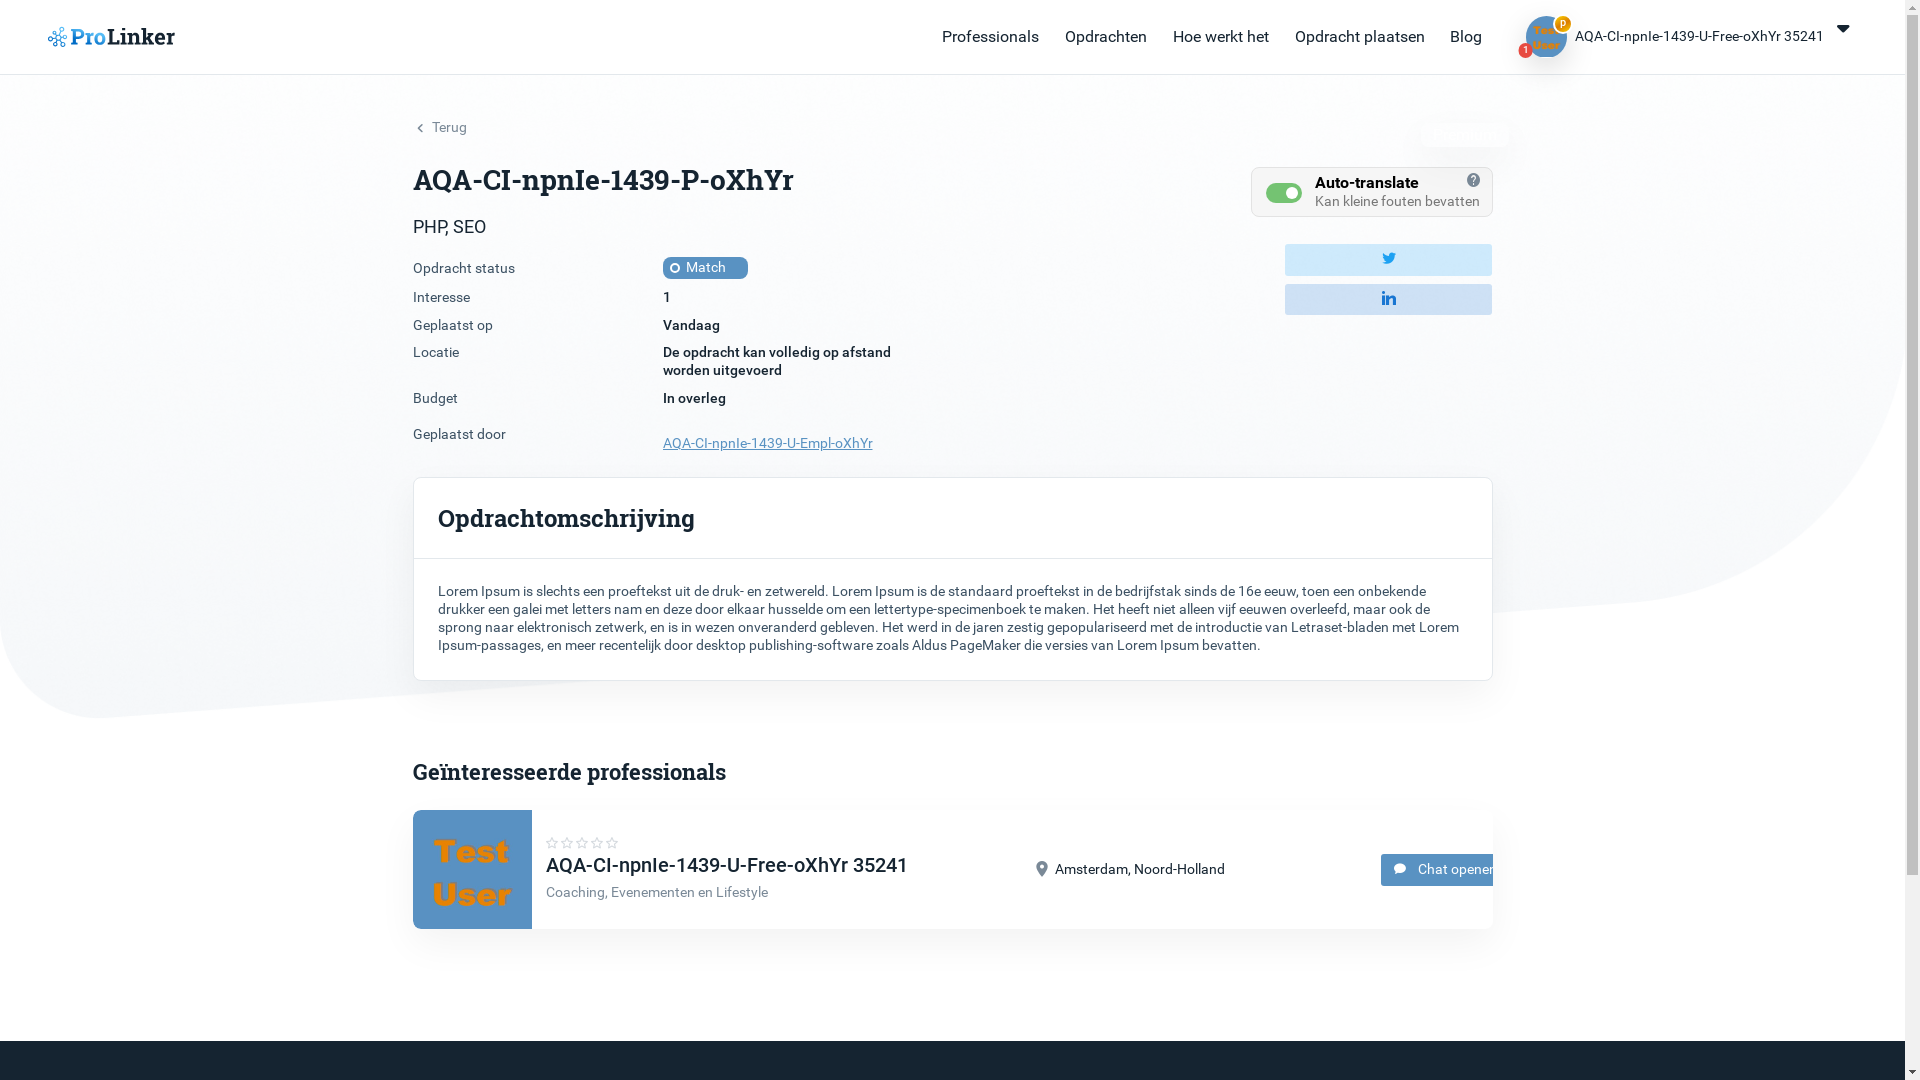 ProLinker
Professionals
Opdrachten
Hoe werkt het
Opdracht plaatsen
Blog
p
1
Test
User
AQA-CI-npnIe-1439-U-Free-oXhYr 35241
Terug
AQA-CI-npnIe-1439-P-oXhYr
Auto-translate
Kan kleine fouten bevatten
PHP, SEO
Opdracht status
Match
Interesse
1
Geplaatst op
Vandaag
Locatie
De opdracht kan volledig op afstand
worden uitgevoerd
Budget
In overleg
Geplaatst door
AQA-CI-npnIe-1439-U-Empl-oXhYr
Opdrachtomschrijving
Lorem Ipsum is slechts een proeftekst uit de druk- en zetwereld. Lorem Ipsum is de standaard proeftekst in de bedrijfstak sinds de 16e eeuw, toen een onbekende
drukker een galei met letters nam en deze door elkaar husselde om een lettertype-specimenboek te maken. Het heeft niet alleen vijf eeuwen overleefd, maar ook de
sprong naar elektronisch zetwerk, en is in wezen onveranderd gebleven. Het werd in de jaren zestig gepopulariseerd met de introductie van Letraset-bladen met Lorem
Ipsum-passages, en meer recentelijk door desktop publishing-software zoals Aldus PageMaker die versies van Lorem Ipsum bevatten.
Geïnteresseerde professionals
Test
User
AQA-CI-npnIe-1439-U-Free-oXhYr 35241
Coaching, Evenementen en Lifestyle
Amsterdam, Noord-Holland
Chat openen